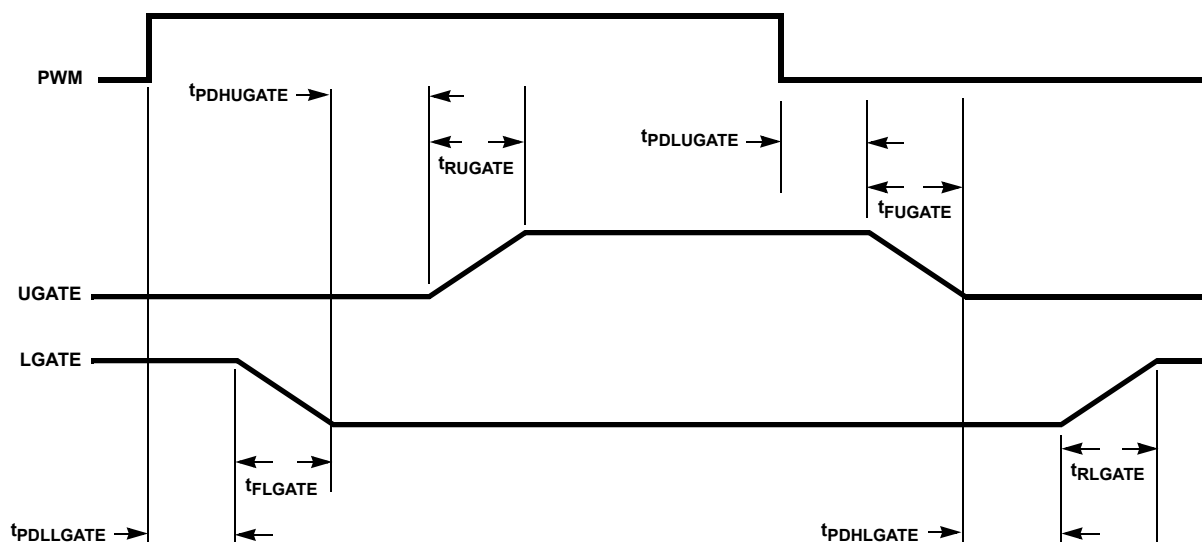 PWM
tPDHUGATE
tRUGATE
tPDLUGATE
tFUGATE
UGATE
LGATE
tFLGATE
tRLGATE
tPDLLGATE
tPDHLGATE